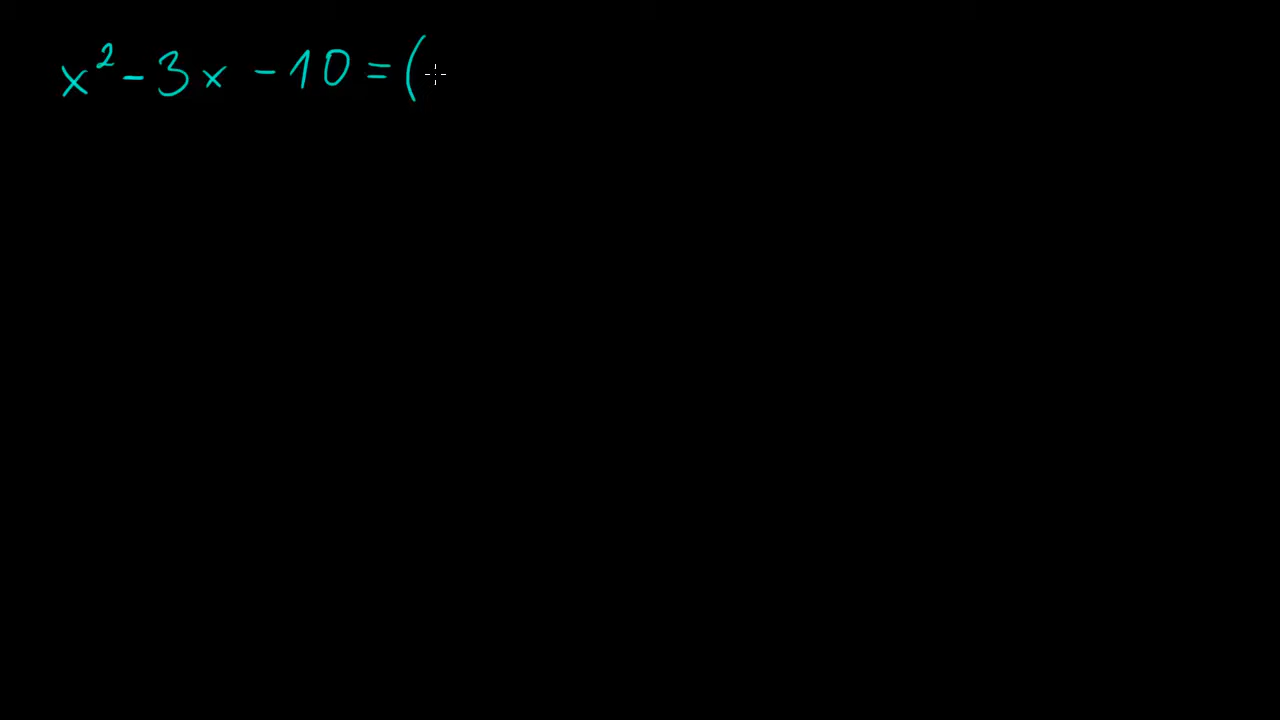 x² - 3x - 10 = (